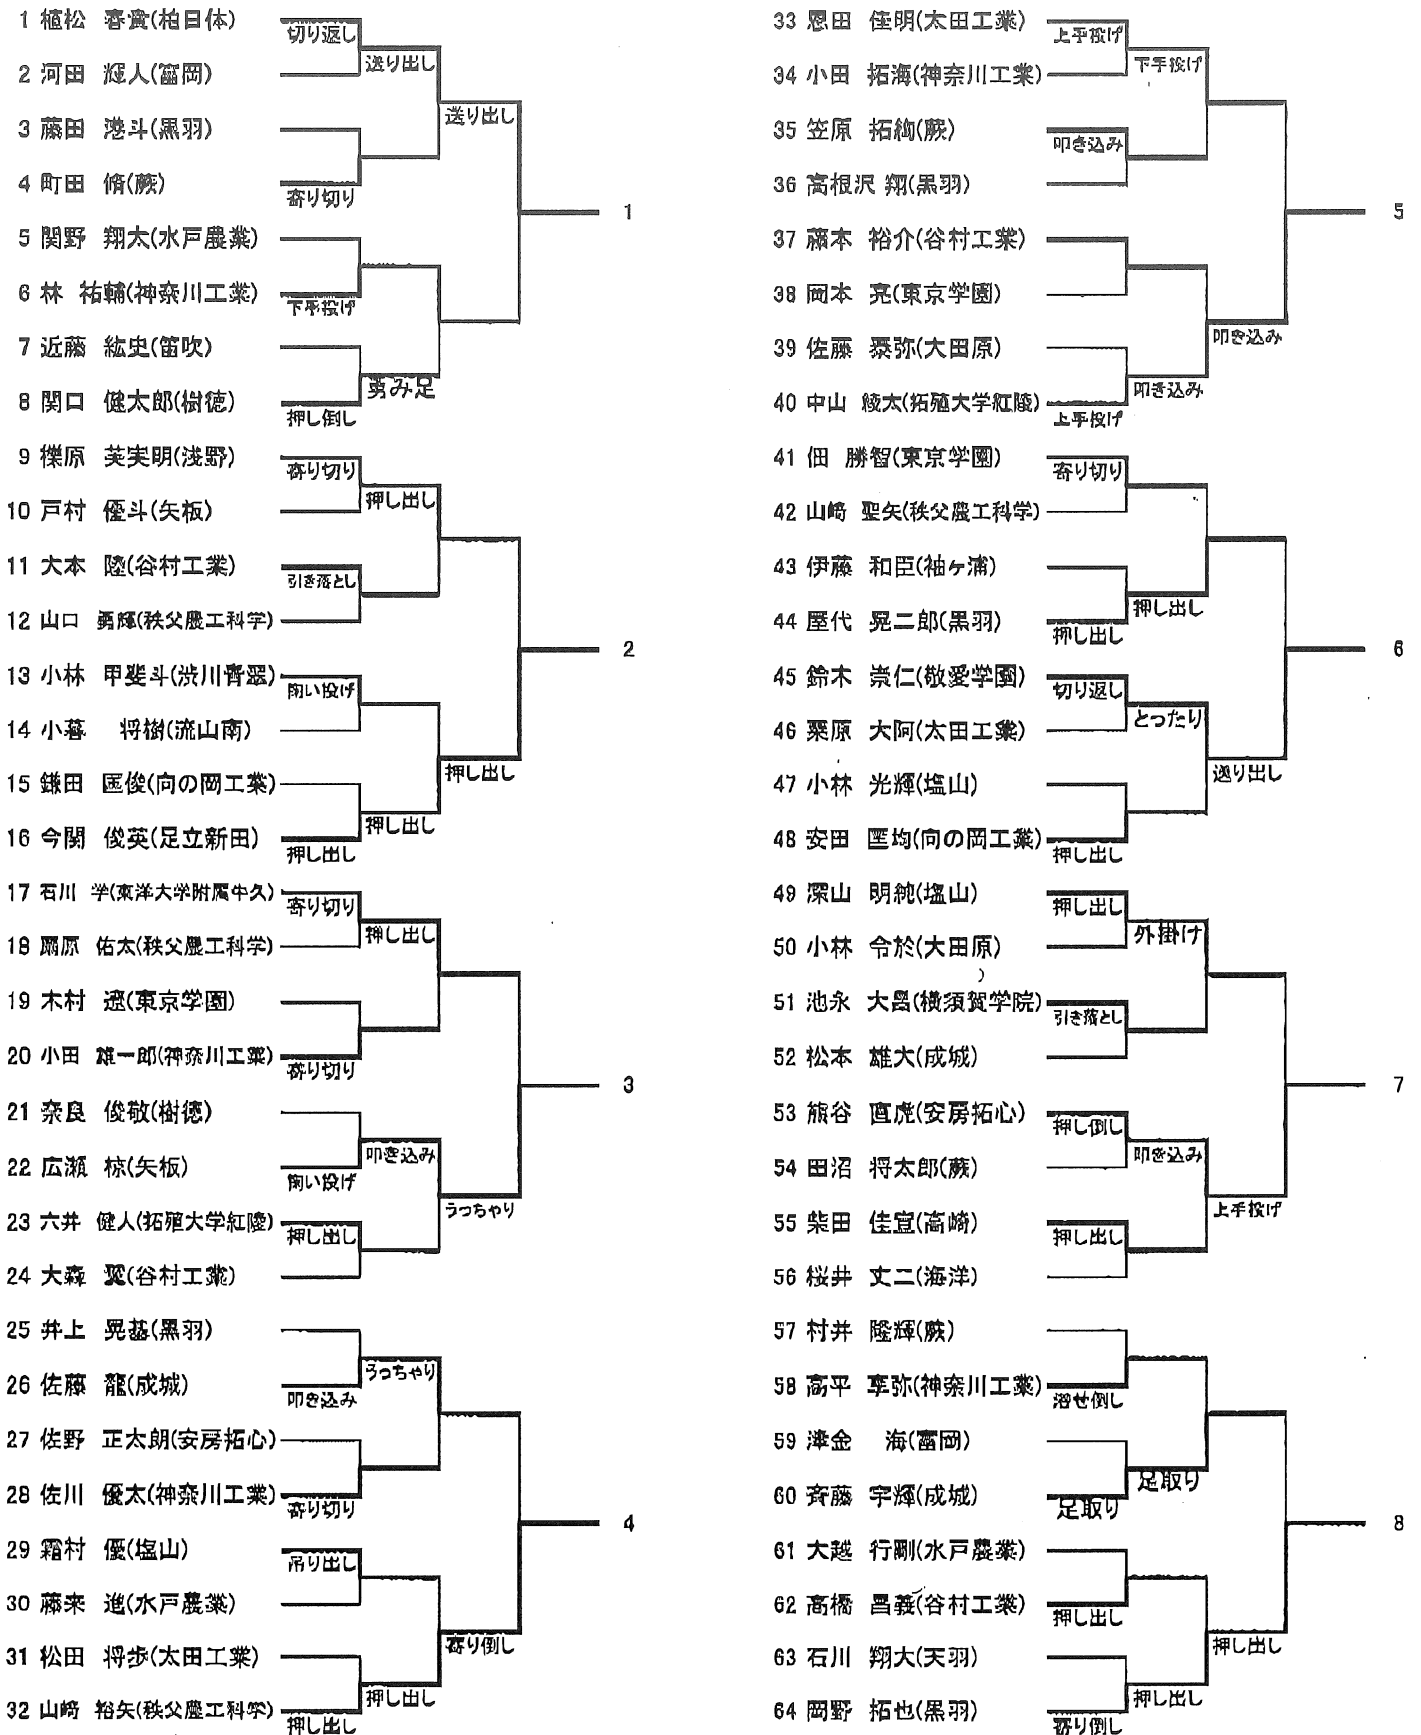 1 植松 春貴(柏日体)
切り返し
2 河田 輝人(富岡)
送り出し
3 藤田 港斗(黒羽)
送り出し
4 町田 脩(蕨)
寄り切り
1
5 関野 翔太(水戸農業)
6 林 祐輔(神奈川工業)
下手投げ
7 近藤 紘史(笛吹)
勇み足
8 関口 健太郎(樹徳)
押し倒し
9 櫟原 英実明(浅野)
寄り切り
押し出し
10 戸村 優斗(矢板)
11 大本 陸(谷村工業)
引き落とし
12 山口 勇輝(秩父農工科学)
2
13 小林 甲斐斗(渋川青翠)
掬い投げ
14 小暮 将樹(流山南)
押し出し
15 鎌田 匡俊(向の岡工業)
押し出し
16 今関 俊英(足立新田)
押し出し
17 石川 学(東洋大学附属牛久)
寄り切り
押し出し
18 原 佑太(秩父農工科学)
19 木村 遼(東京学園)
20 小田 雄一郎(神奈川工業)
寄り切り
3
21 奈良 俊敬(樹徳)
叩き込み
22 広瀬 椋(矢板)
掬い投げ
うっちゃり
23 六井 健人(拓殖大学紅陵)
押し出し
24 大森 翼(谷村工業)
25 井上 晃基(黒羽)
うっちゃり
26 佐藤 龍(成城)
叩き込み
27 佐野 正太朗(安房拓心)
28 佐川 優太(神奈川工業)
寄り切り
4
29 霜村 優(塩山)
吊り出し
30 藤来 進(水戸農業)
寄り倒し
31 松田 将歩(太田工業)
押し出し
32 山﨑 裕矢(秩父農工科学)
押し出し
33 恩田 佳明(太田工業)
上手投げ
下手投げ
34 小田 拓海(神奈川工業)
35 笠原 拓絢(蕨)
叩き込み
36 高根沢 翔(黒羽)
5
37 藤本 裕介(谷村工業)
38 岡本 亮(東京学園)
叩き込み
39 佐藤 泰弥(大田原)
叩き込み
40 中山 綾太(拓殖大学紅陵)
上手投げ
41 佃 勝智(東京学園)
寄り切り
42 山﨑 聖矢(秩父農工科学)
43 伊藤 和臣(袖ヶ浦)
押し出し
44 屋代 晃二郎(黒羽)
押し出し
6
45 鈴木 崇仁(敬愛学園)
切り返し
とったり
46 栗原 大阿(太田工業)
送り出し
47 小林 光輝(塩山)
48 安田 匡均(向の岡工業)
押し出し
49 深山 明純(塩山)
押し出し
外掛け
50 小林 令於(大田原)
51 池永 大昌(横須賀学院)
引き落とし
52 松本 雄大(成城)
7
53 熊谷 直虎(安房拓心)
押し倒し
叩き込み
54 田沼 将太郎(蕨)
上手投げ
55 柴田 佳宣(高崎)
押し出し
56 桜井 丈二(海洋)
57 村井 隆輝(蕨)
58 高平 李弥(神奈川工業)
浴せ倒し
59 津金 海(富岡)
足取り
60 斉藤 宇輝(成城)
足取り
8
61 大越 行剛(水戸農業)
62 高橋 昌義(谷村工業)
押し出し
押し出し
63 石川 翔大(天羽)
押し出し
64 岡野 拓也(黒羽)
寄り倒し